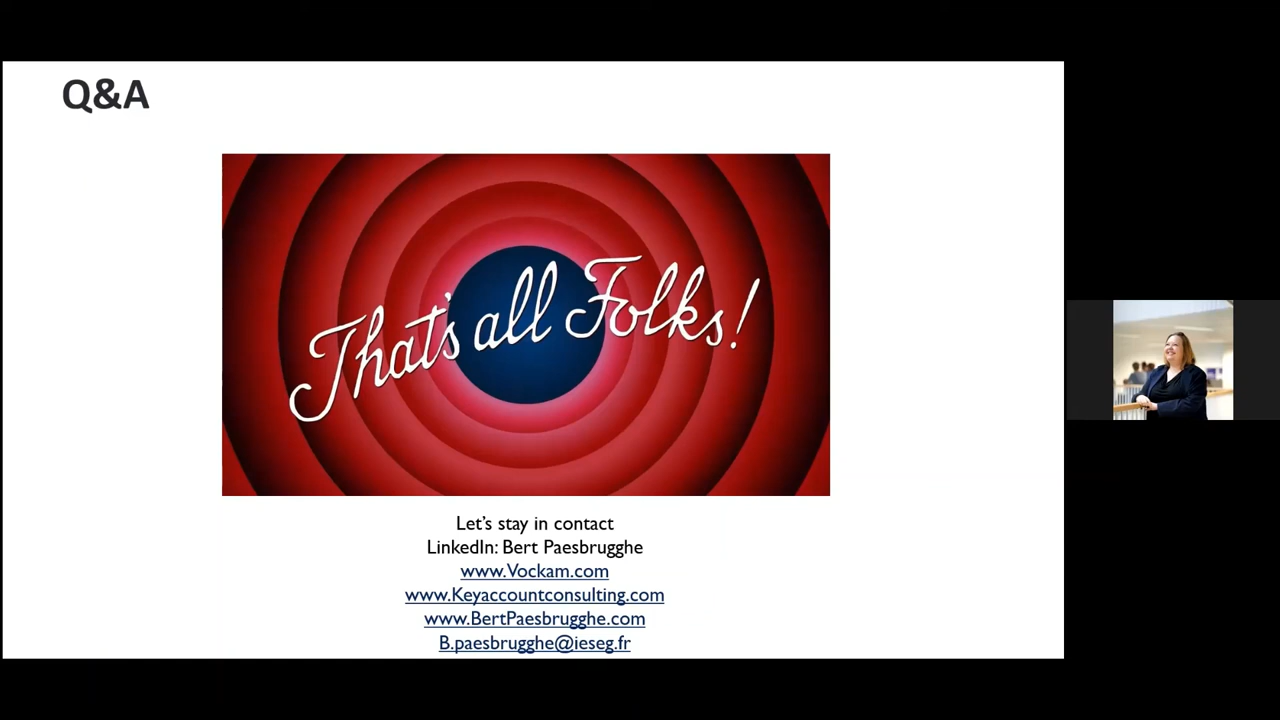 Q&A
That's all Folks!
Let's stay in contact
LinkedIn: Bert Paesbrugghe
www.Vockam.com
www.Keyaccountconsulting.com
www.BertPaesbrugghe.com
B.paesbrugghe@ieseg.fr